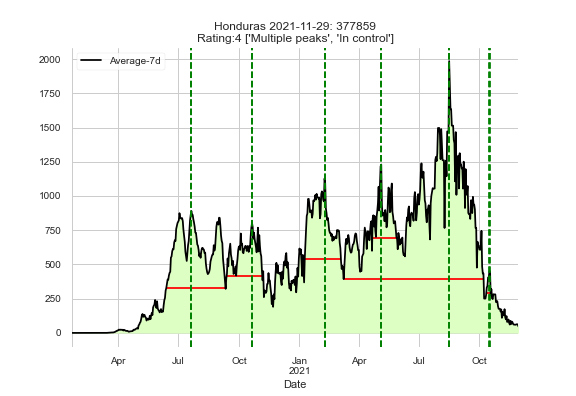 Honduras 2021-11-29: 377859
Rating:4 ['Multiple peaks', 'In control']
Average-7d
2000
1750
1500
1250
1000
750
500
250
0
Apr
Jul
Oct
Jan
2021
Apr
Jul
Oct
Date